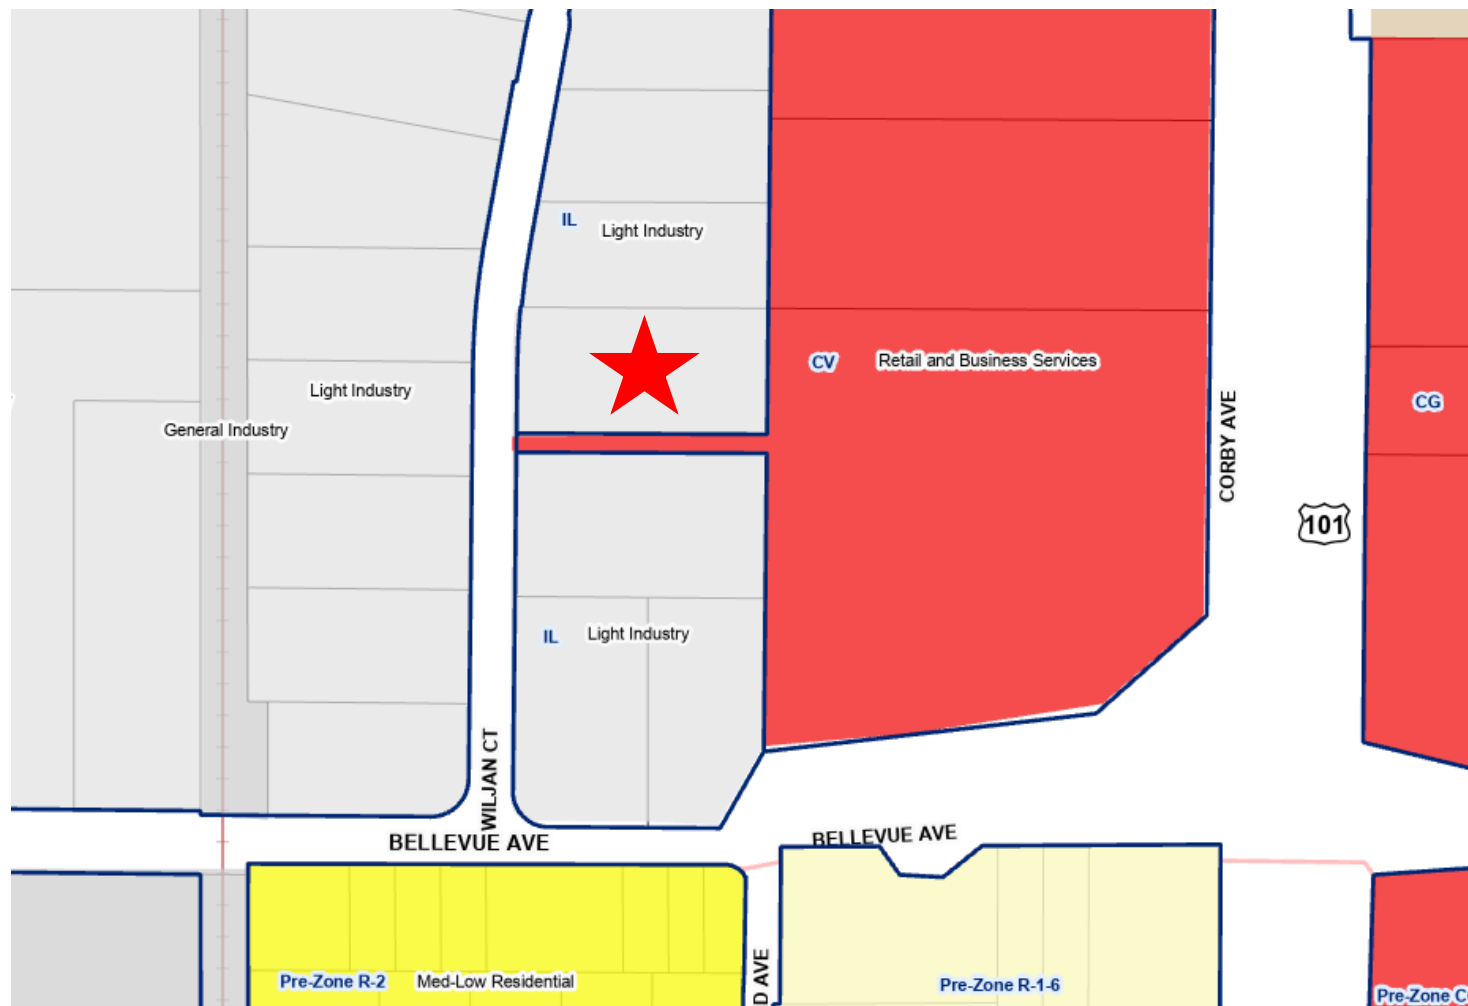 IL
Light Industry
CV
Retail and Business Services
Light Industry
CG
General Industry
CORBY AVE
101
IL
Light Industry
WILJAN CT
BELLEVUE AVE
BELLEVUE AVE
D AVE
Pre-Zone R-2
Med-Low Residential
Pre-Zone R-1-6
Pre-Zone C